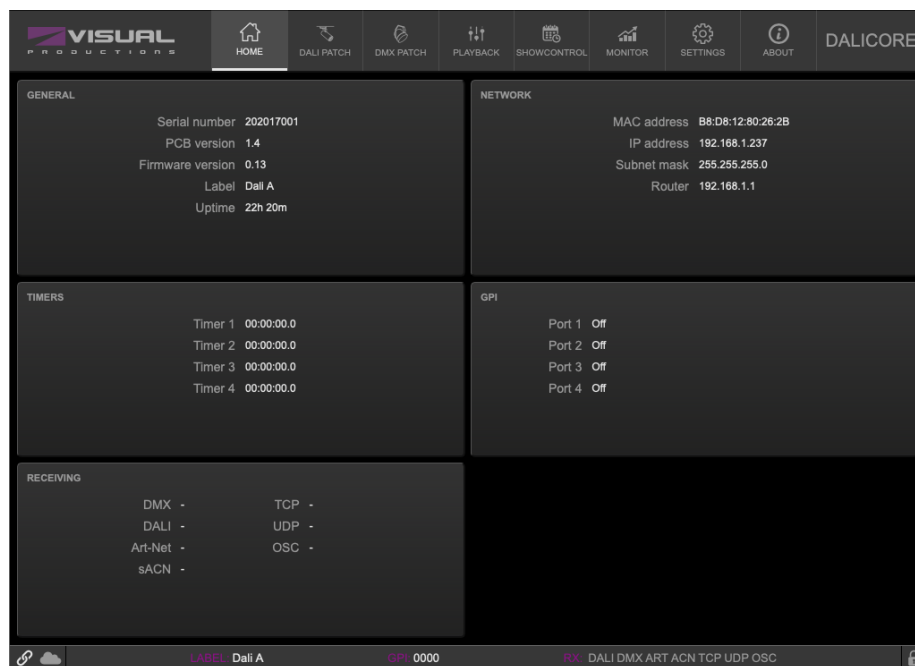 VISUAL
PRODUCTIONS
HOME
DALI PATCH
DMX PATCH
PLAYBACK
SHOWCONTROL
MONITOR
SETTINGS
ABOUT
DALICORE
GENERAL
Serial number 202017001
PCB version 1.4
Firmware version 0.13
Label Dali A
Uptime 22h 20m
NETWORK
MAC address B8:D8:12:80:26:2B
IP address 192.168.1.237
Subnet mask 255.255.255.0
Router 192.168.1.1
TIMERS
Timer 1 00:00:00.0
Timer 2 00:00:00.0
Timer 3 00:00:00.0
Timer 4 00:00:00.0
GPI
Port 1 Off
Port 2 Off
Port 3 Off
Port 4 Off
RECEIVING
DMX - TCP -
DALI - UDP -
Art-Net - OSC -
sACN -
LABEL: Dali A GPI: 0000 RX: DALI DMX ART ACN TCP UDP OSC